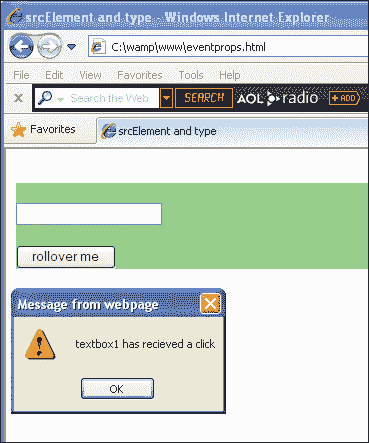 srcElement and type - Windows Internet Explorer
C:\wamp\www\eventprops.html
File Edit View Favorites Tools Help
x Search the Web SEARCH AOL radio +ADD
Favorites srcElement and type
rollover me
Message from webpage
textbox1 has recieved a click
OK